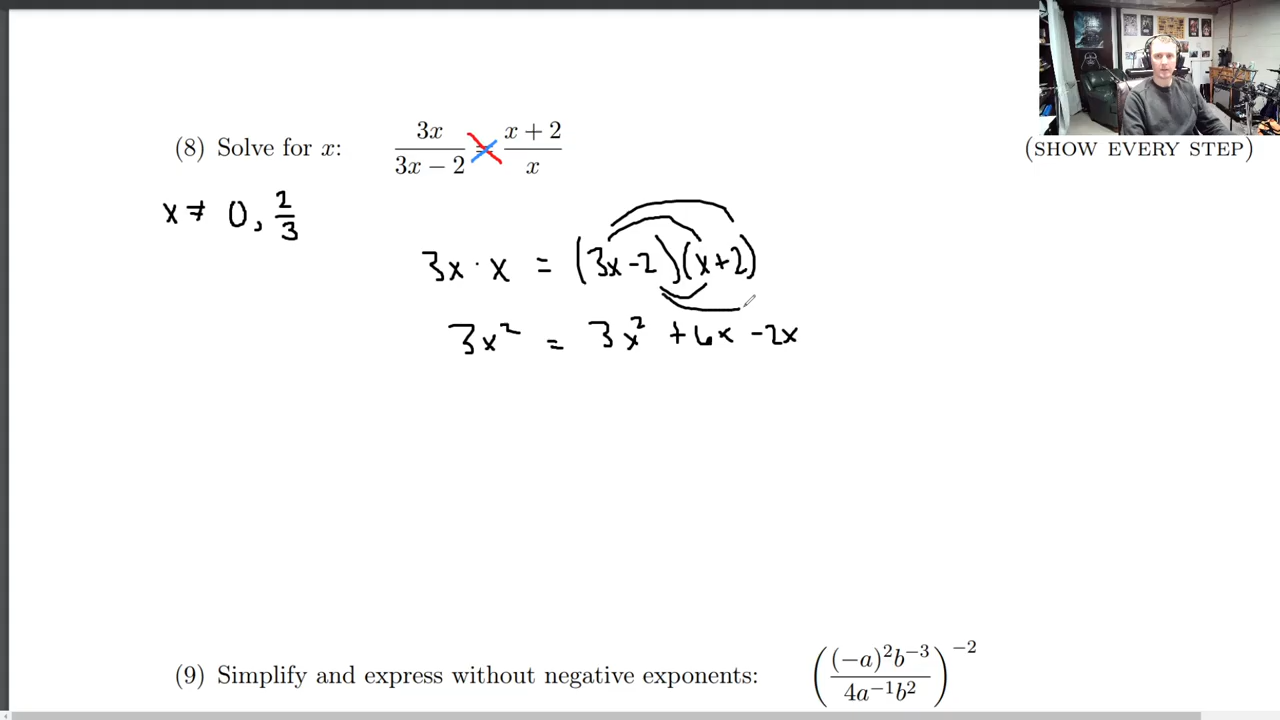 (8) Solve for x: 3x/(3x − 2) = (x + 2)/x (SHOW EVERY STEP)
x ≠ 0, 2/3
3x · x = (3x-2)(x+2)
3x² = 3x² +6x -2x
(9) Simplify and express without negative exponents: ((−a)²b⁻³/4a⁻¹b²)⁻²